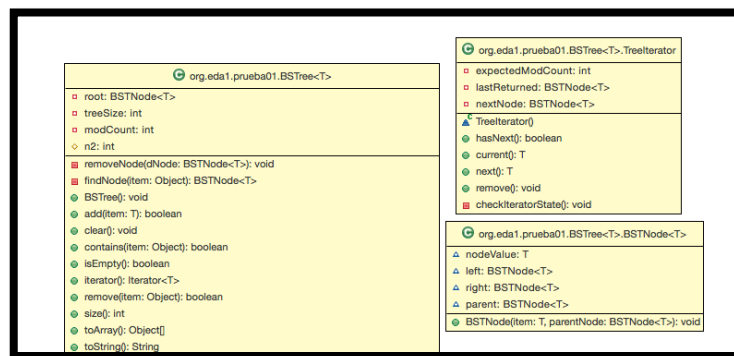 org.eda1.prueba01.BSTree<T>
root: BSTNode<T>
treeSize: int
modCount: int
n2: int
removeNode(dNode: BSTNode<T>): void
findNode(item: Object): BSTNode<T>
BSTree(): void
add(item: T): boolean
clear(): void
contains(item: Object): boolean
isEmpty(): boolean
iterator(): Iterator<T>
remove(item: Object): boolean
size(): int
toArray(): Object[]
toString(): String
org.eda1.prueba01.BSTree<T>.TreeIterator
expectedModCount: int
lastReturned: BSTNode<T>
nextNode: BSTNode<T>
TreeIterator()
hasNext(): boolean
current(): T
next(): T
remove(): void
checkIteratorState(): void
org.eda1.prueba01.BSTree<T>.BSTNode<T>
nodeValue: T
left: BSTNode<T>
right: BSTNode<T>
parent: BSTNode<T>
BSTNode(item: T, parentNode: BSTNode<T>): void